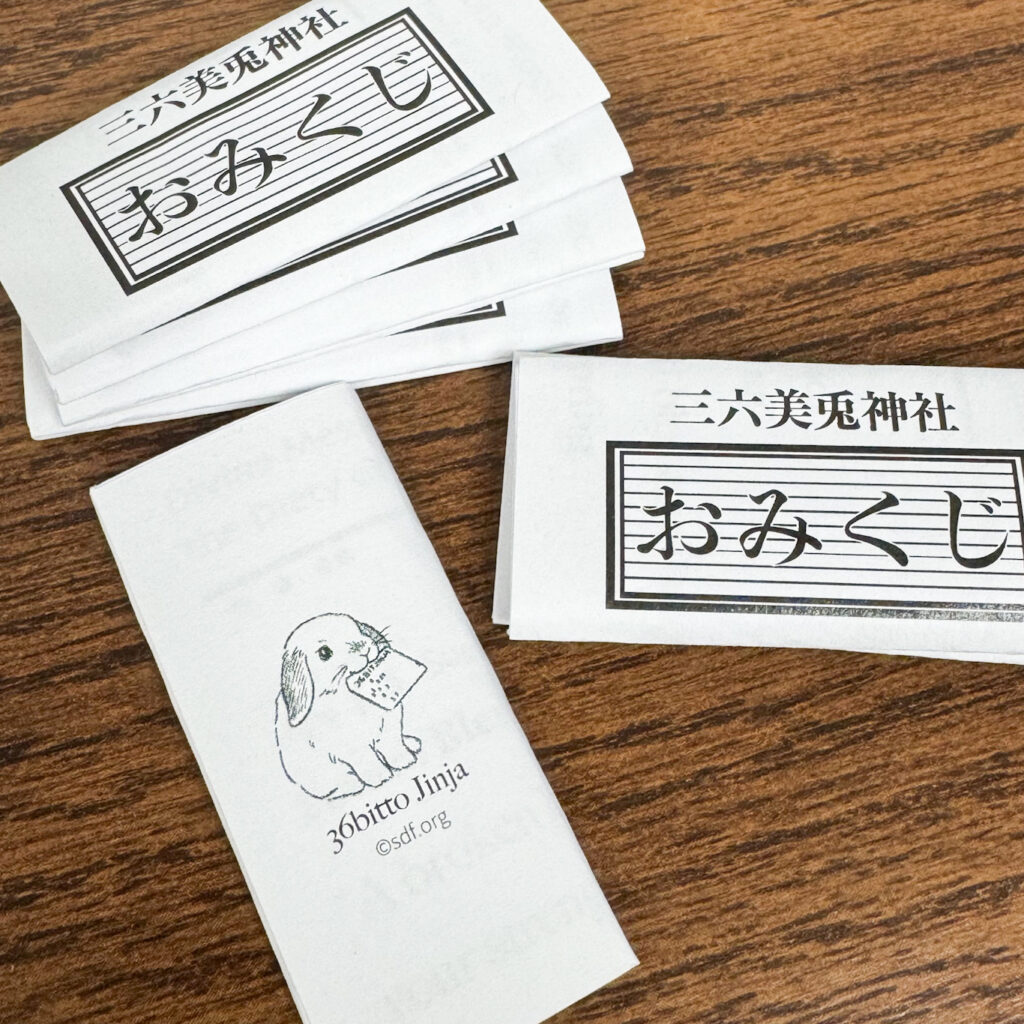 三六美兎神社
おみくじ
三六美兎神社
おみくじ
36bitto Jinja
©sdf.org